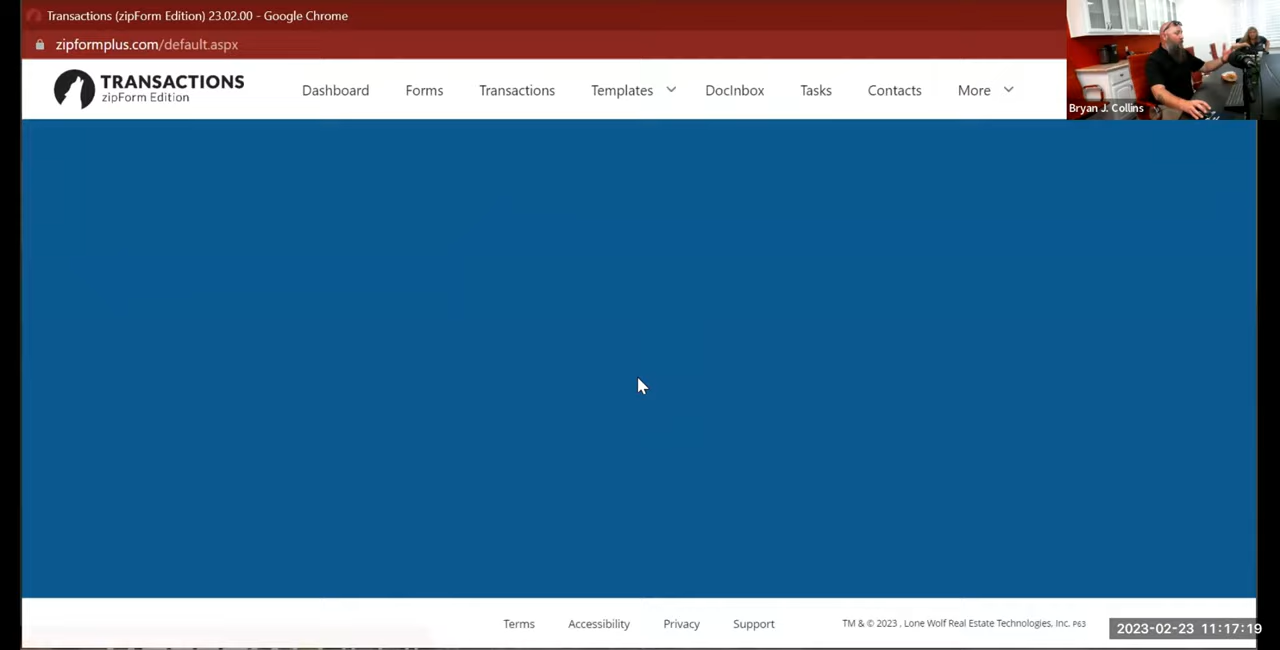 Transactions (zipForm Edition) 23.02.00 - Google Chrome
zipformplus.com/default.aspx
TRANSACTIONS
zipForm Edition
Dashboard Forms Transactions Templates DocInbox Tasks Contacts More
Bryan J. Collins
Terms Accessibility Privacy Support TM & © 2023 , Lone Wolf Real Estate Technologies, Inc. P63
2023-02-23 11:17:19